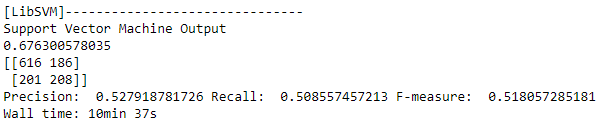 [LibSVM]------------------------------
Support Vector Machine Output
0.676300578035
[[616 186]
 [201 208]]
Precision:  0.527918781726 Recall:  0.508557457213 F-measure:  0.518057285181
Wall time: 10min 37s